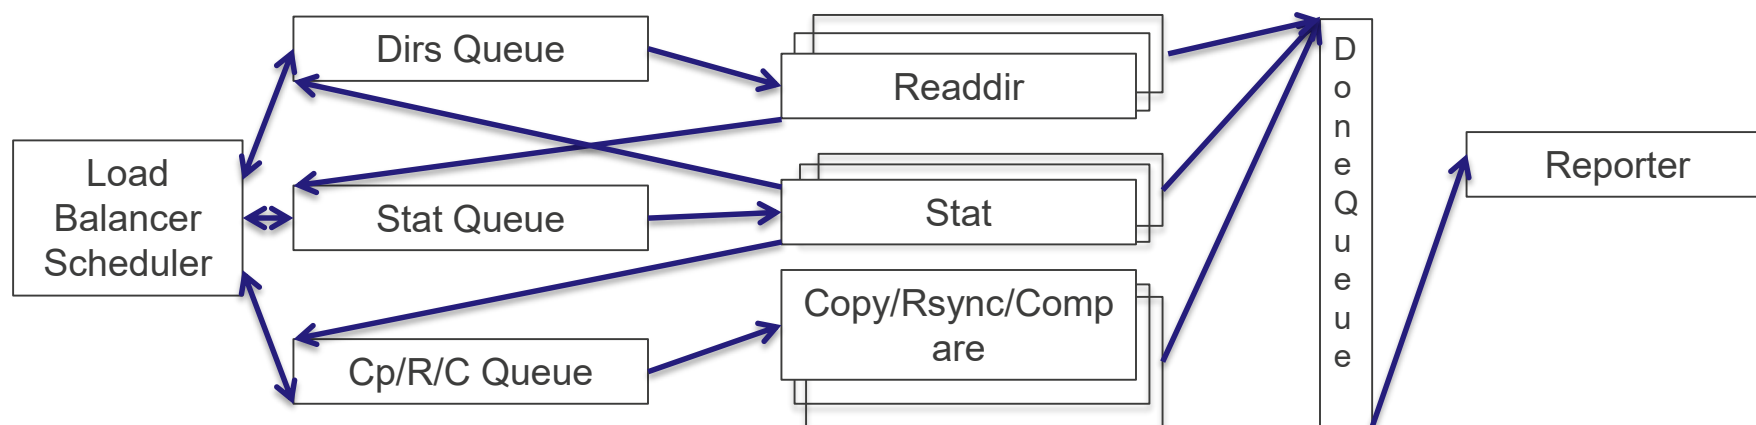 Load
Balancer
Scheduler
Dirs Queue
Stat Queue
Cp/R/C Queue
Readdir
Stat
Copy/Rsync/Comp
are
D
o
n
e
Q
u
e
u
e
Reporter